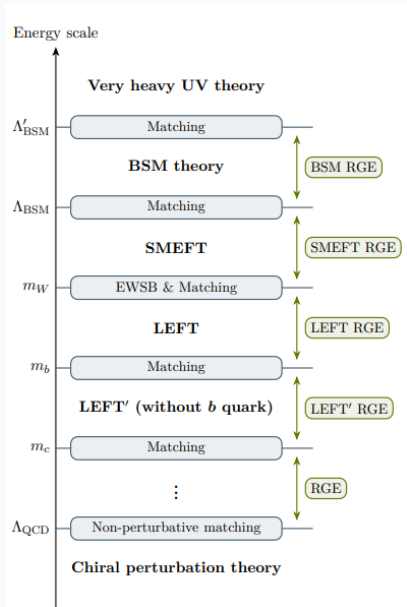 Energy scale
Very heavy UV theory
Λ′BSM Matching
BSM theory BSM RGE
ΛBSM Matching
SMEFT SMEFT RGE
mW EWSB & Matching
LEFT LEFT RGE
mb Matching
LEFT′ (without b quark) LEFT′ RGE
mc Matching
⋮ RGE
ΛQCD Non-perturbative matching
Chiral perturbation theory